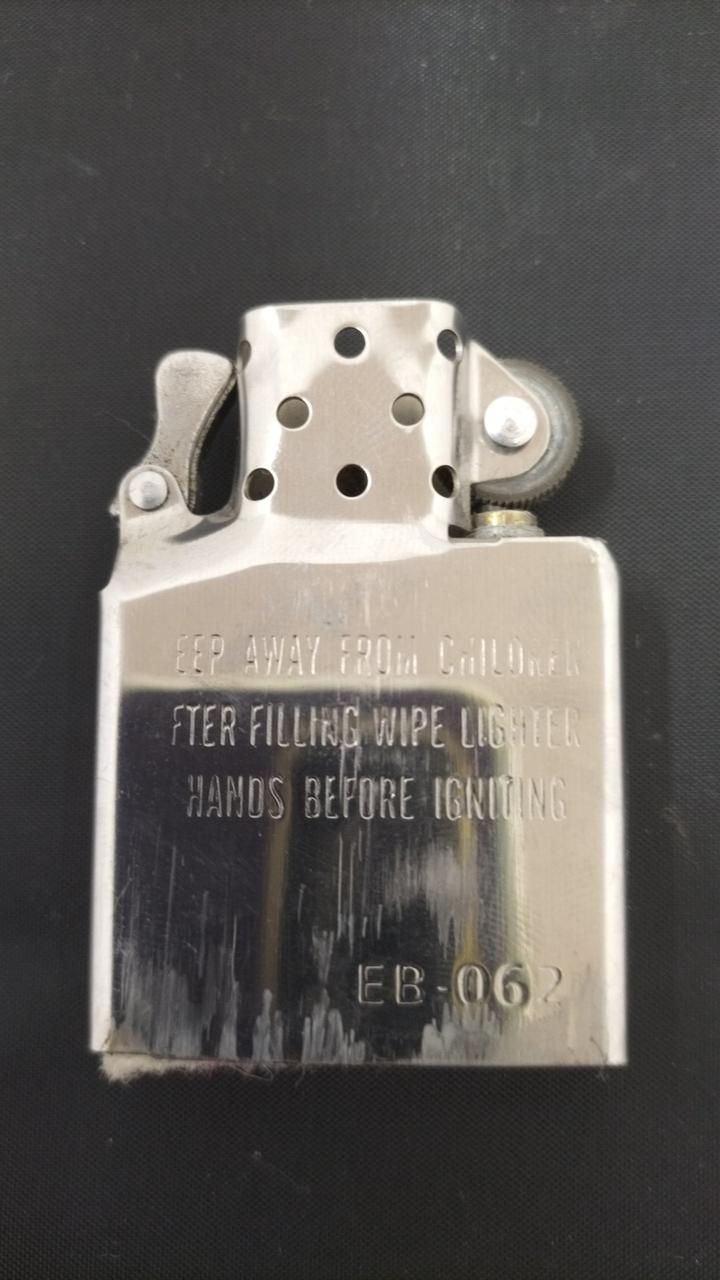 EEP AWAY FROM CHILDREN
FTER FILLING WIPE LIGHTER
HANDS BEFORE IGNITING
EB-062